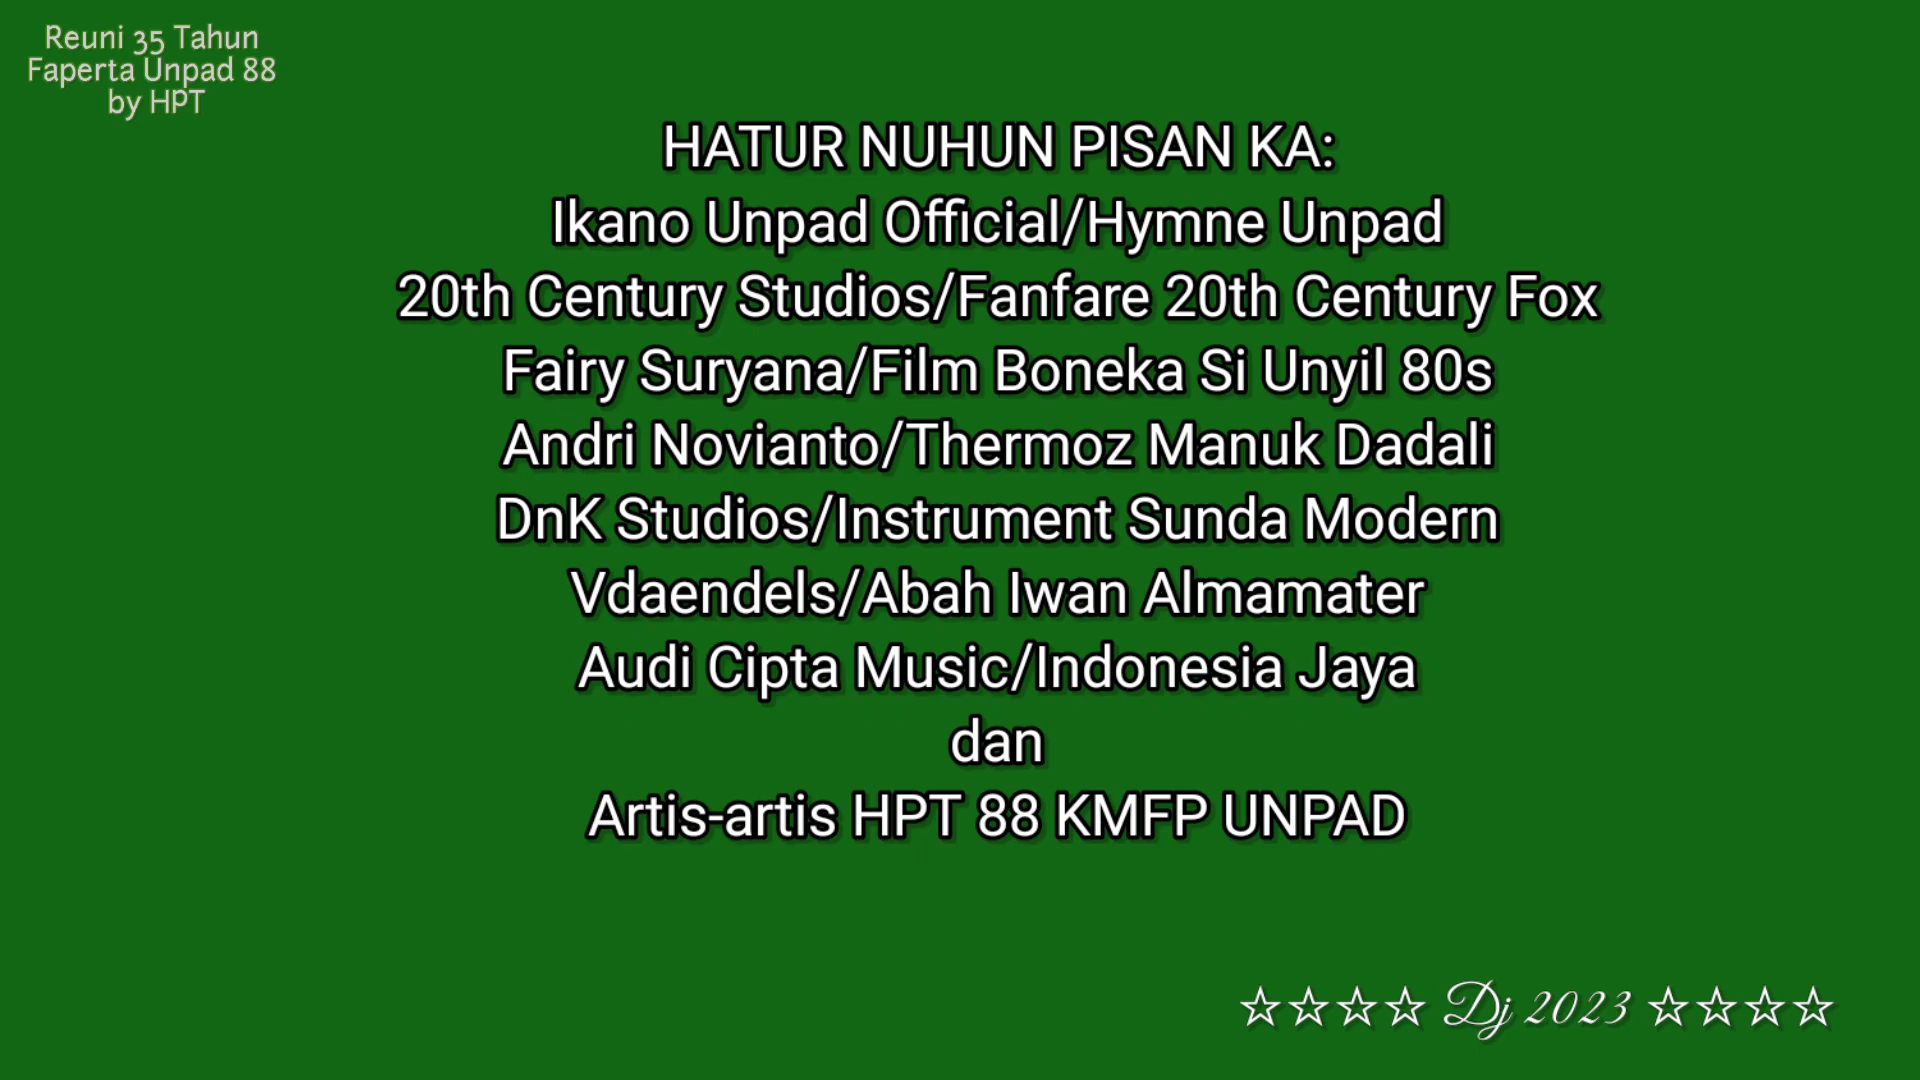 Reuni 35 Tahun
Faperta Unpad 88
by HPT
HATUR NUHUN PISAN KA:
Ikano Unpad Official/Hymne Unpad
20th Century Studios/Fanfare 20th Century Fox
Fairy Suryana/Film Boneka Si Unyil 80s
Andri Novianto/Thermoz Manuk Dadali
DnK Studios/Instrument Sunda Modern
Vdaendels/Abah Iwan Almamater
Audi Cipta Music/Indonesia Jaya
dan
Artis-artis HPT 88 KMFP UNPAD
☆☆☆☆ Dj 2023 ☆☆☆☆